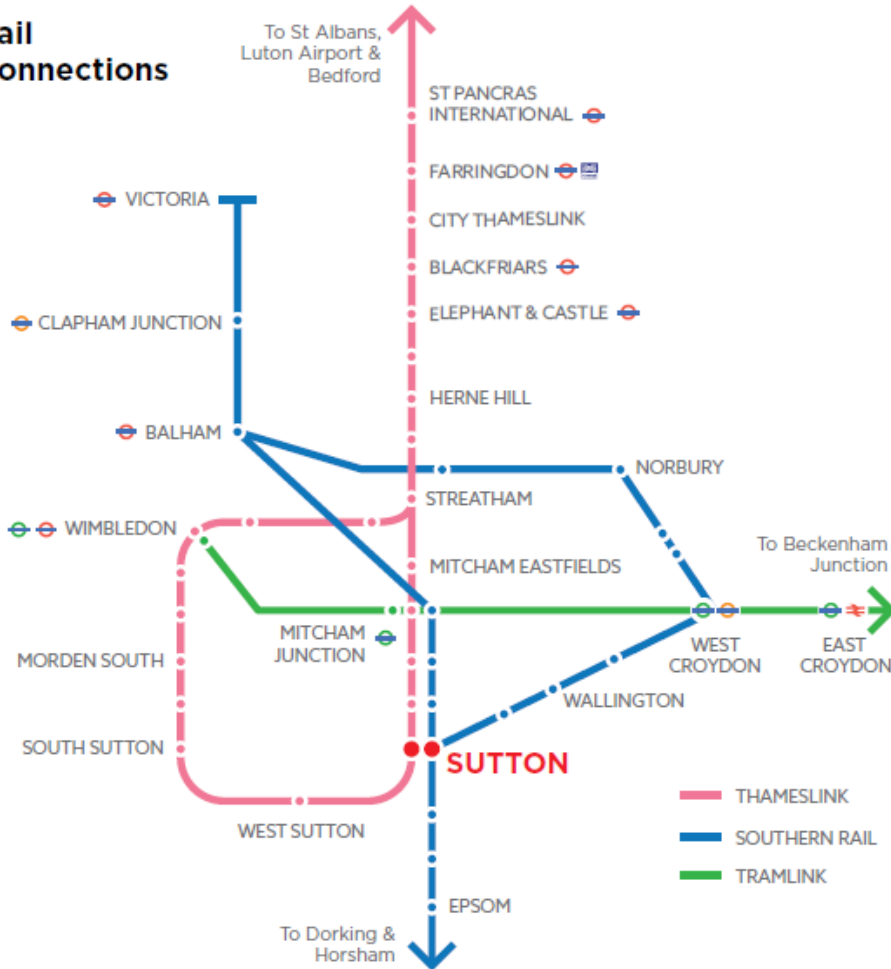 ail
onnections
To St Albans,
Luton Airport &
Bedford
ST PANCRAS
INTERNATIONAL
FARRINGDON
VICTORIA
CITY THAMESLINK
BLACKFRIARS
ELEPHANT & CASTLE
CLAPHAM JUNCTION
HERNE HILL
BALHAM
NORBURY
STREATHAM
WIMBLEDON
To Beckenham
Junction
MITCHAM EASTFIELDS
MITCHAM
JUNCTION
WEST
CROYDON
EAST
CROYDON
MORDEN SOUTH
WALLINGTON
SOUTH SUTTON
SUTTON
THAMESLINK
WEST SUTTON
SOUTHERN RAIL
TRAMLINK
EPSOM
To Dorking &
Horsham